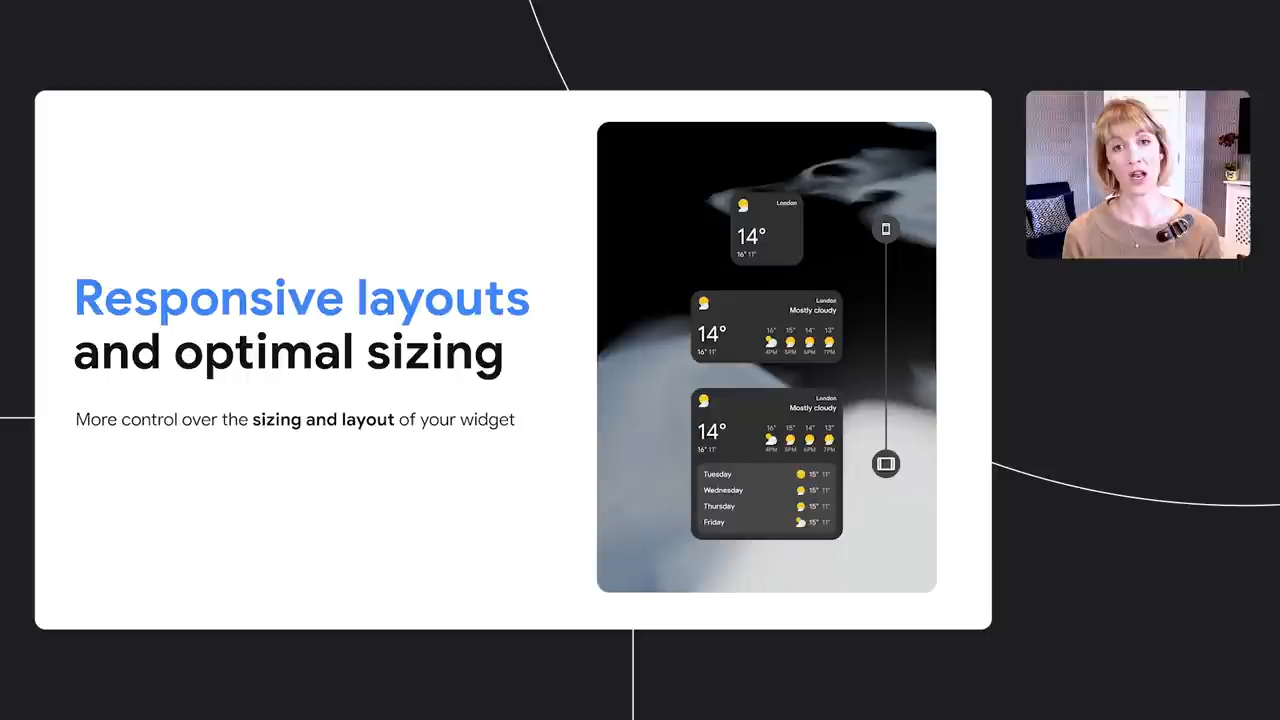 Responsive layouts
and optimal sizing
More control over the sizing and layout of your widget
London
14°
16° 11°
London
Mostly cloudy
14°
16° 15° 14° 13°
16° 11°
4PM 5PM 6PM 7PM
London
Mostly cloudy
14°
16° 15° 14° 13°
16° 11°
4PM 5PM 6PM 7PM
Tuesday 15° 11°
Wednesday 15° 11°
Thursday 15° 11°
Friday 15° 11°